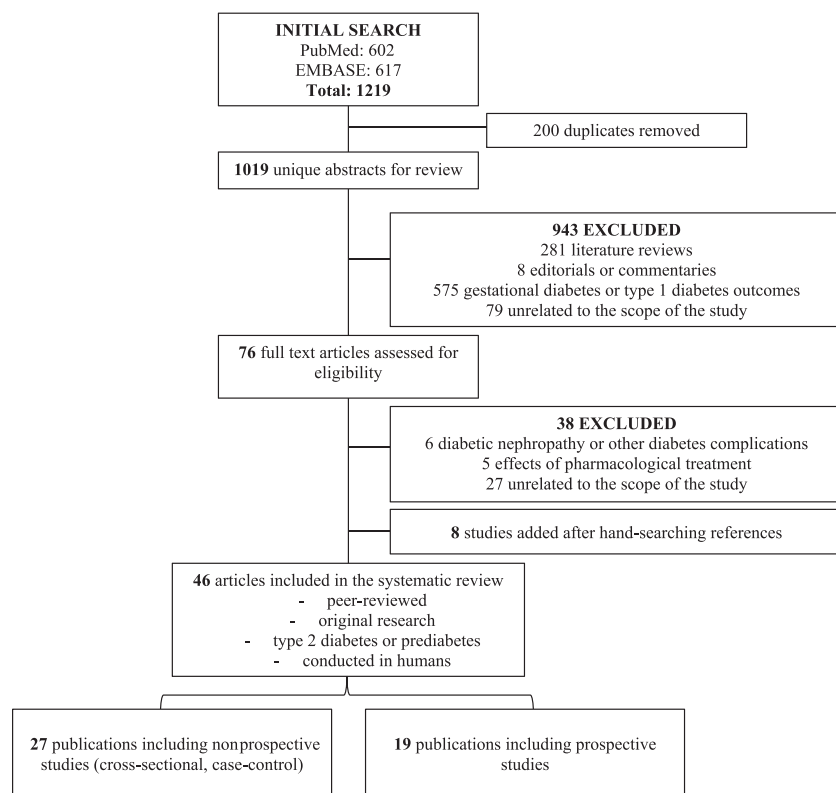 INITIAL SEARCH
PubMed: 602
EMBASE: 617
Total: 1219
200 duplicates removed
1019 unique abstracts for review
943 EXCLUDED
281 literature reviews
8 editorials or commentaries
575 gestational diabetes or type 1 diabetes outcomes
79 unrelated to the scope of the study
76 full text articles assessed for
eligibility
38 EXCLUDED
6 diabetic nephropathy or other diabetes complications
5 effects of pharmacological treatment
27 unrelated to the scope of the study
8 studies added after hand-searching references
46 articles included in the systematic review
- peer-reviewed
- original research
- type 2 diabetes or prediabetes
- conducted in humans
27 publications including nonprospective
studies (cross-sectional, case-control)
19 publications including prospective
studies